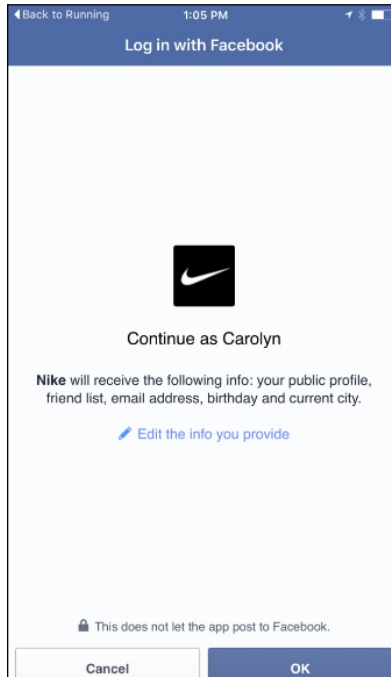 Back to Running 1:05 PM
Log in with Facebook
Continue as Carolyn
Nike will receive the following info: your public profile,
friend list, email address, birthday and current city.
Edit the info you provide
This does not let the app post to Facebook.
Cancel OK